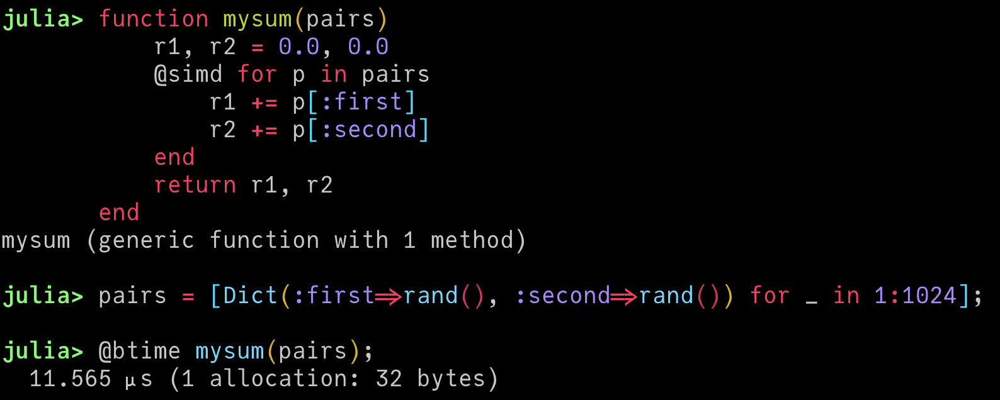 julia> function mysum(pairs)
           r1, r2 = 0.0, 0.0
           @simd for p in pairs
               r1 += p[:first]
               r2 += p[:second]
           end
           return r1, r2
       end
mysum (generic function with 1 method)

julia> pairs = [Dict(:first=>rand(), :second=>rand()) for _ in 1:1024];

julia> @btime mysum(pairs);
  11.565 μs (1 allocation: 32 bytes)